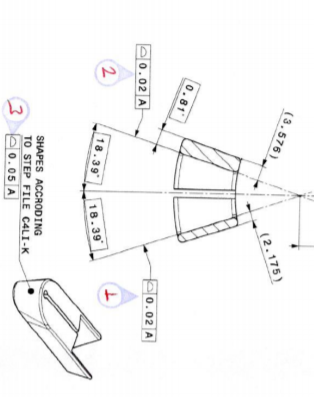 (3.576)
0.81°
⌓ 0.02 A
2
18.39°
18.39°
(2.175)
⌓ 0.02 A
1
3
SHAPES ACCRODING
TO STEP FILE C4LI-K
⌓ 0.05 A